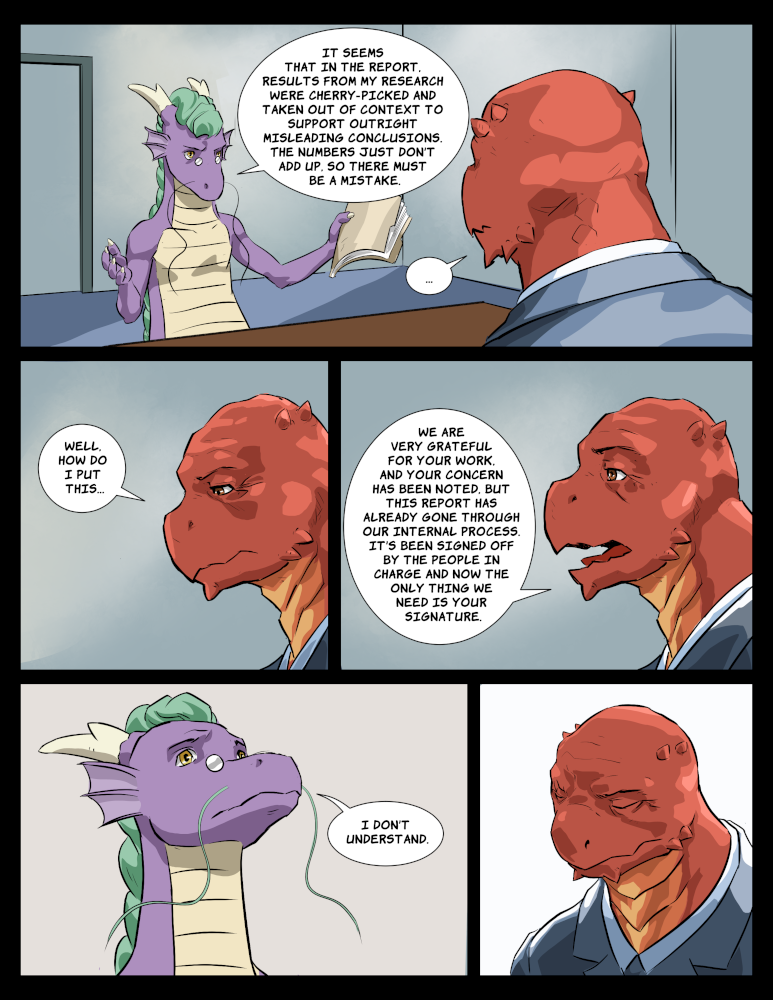 IT SEEMS
THAT IN THE REPORT,
RESULTS FROM MY RESEARCH
WERE CHERRY-PICKED AND
TAKEN OUT OF CONTEXT TO
SUPPORT OUTRIGHT
MISLEADING CONCLUSIONS.
THE NUMBERS JUST DON'T
ADD UP, SO THERE MUST
BE A MISTAKE.
...
WELL,
HOW DO
I PUT
THIS...
WE ARE
VERY GRATEFUL
FOR YOUR WORK,
AND YOUR CONCERN
HAS BEEN NOTED, BUT
THIS REPORT HAS
ALREADY GONE THROUGH
OUR INTERNAL PROCESS.
IT'S BEEN SIGNED OFF
BY THE PEOPLE IN
CHARGE AND NOW THE
ONLY THING WE
NEED IS YOUR
SIGNATURE.
I DON'T
UNDERSTAND.